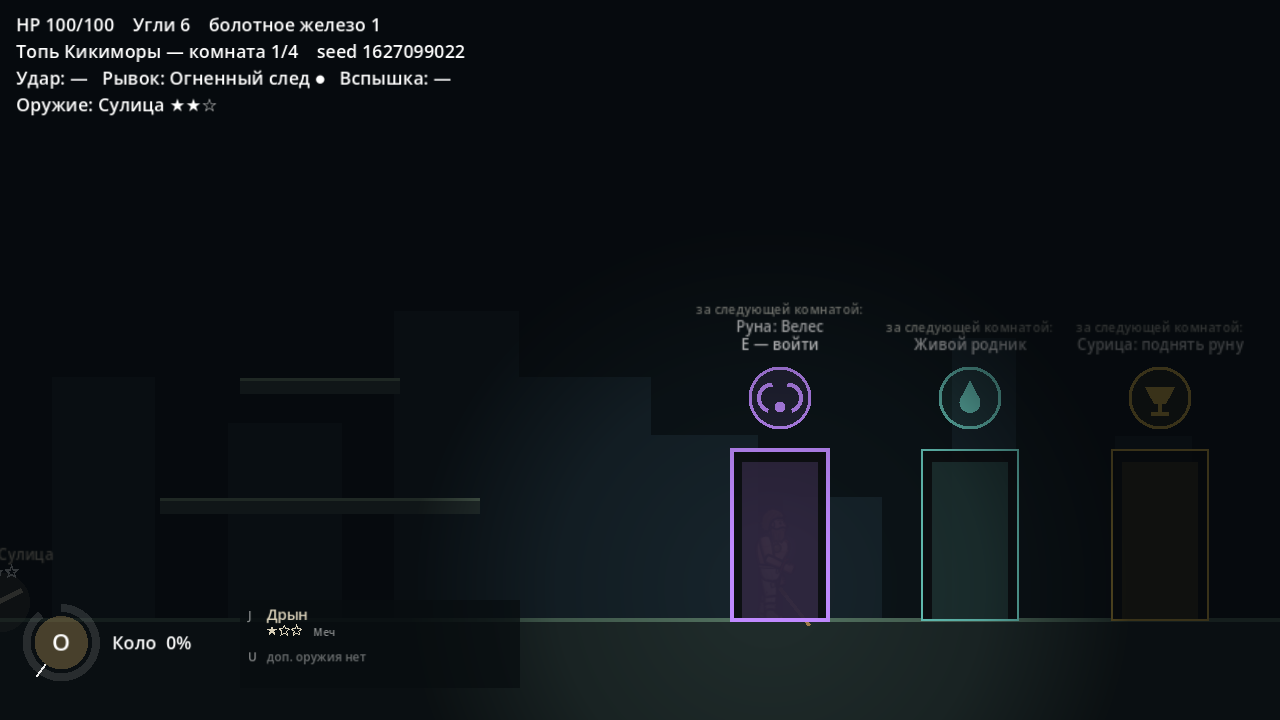 HP 100/100 Угли 6 болотное железо 1
Топь Кикиморы — комната 1/4 seed 1627099022
Удар: — Рывок: Огненный след ● Вспышка: —
Оружие: Сулица ★★☆
за следующей комнатой:
Руна: Велес
E — войти
за следующей комнатой:
Живой родник
за следующей комнатой:
Сурица: поднять руну
Сулица
☆☆
О
Коло 0%
J Дрын
★☆☆ Меч
U доп. оружия нет